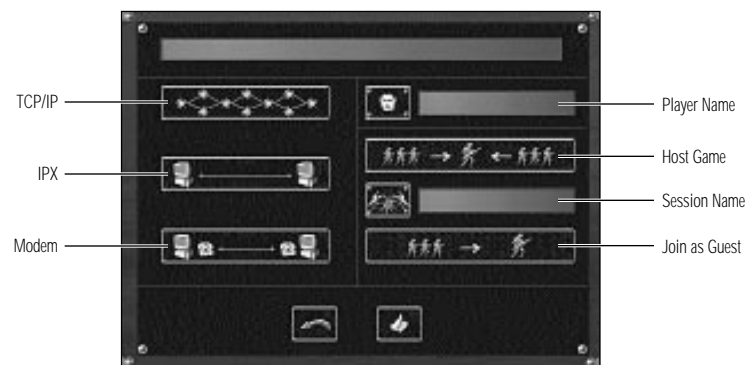 TCP/IP
IPX
Modem
Player Name
Host Game
Session Name
Join as Guest